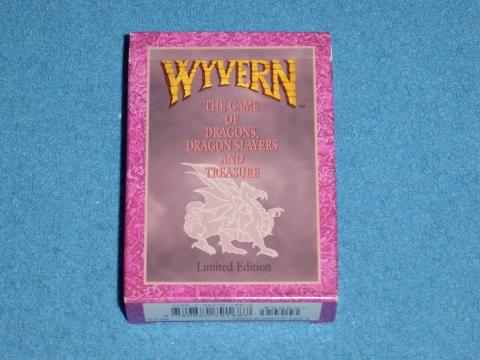 WYVERN
THE GAME
OF
DRAGONS,
DRAGON SLAYERS
AND
TREASURE
Limited Edition